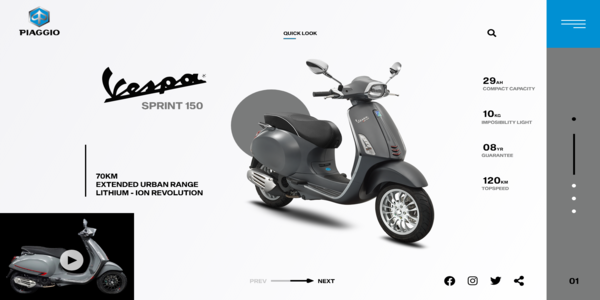 PIAGGIO
QUICK LOOK
Vespa
SPRINT 150
29AH
COMPACT CAPACITY
10KG
IMPOSIBILITY LIGHT
08YR
GUARANTEE
120KM
TOPSPEED
70KM
EXTENDED URBAN RANGE
LITHIUM - ION REVOLUTION
PREV
NEXT
01